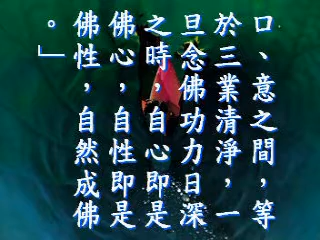 口、意之間，等
於三業清淨，一
旦念佛功力日深
之時，自心即是
佛心，自性即是
佛性，自然成佛
。」